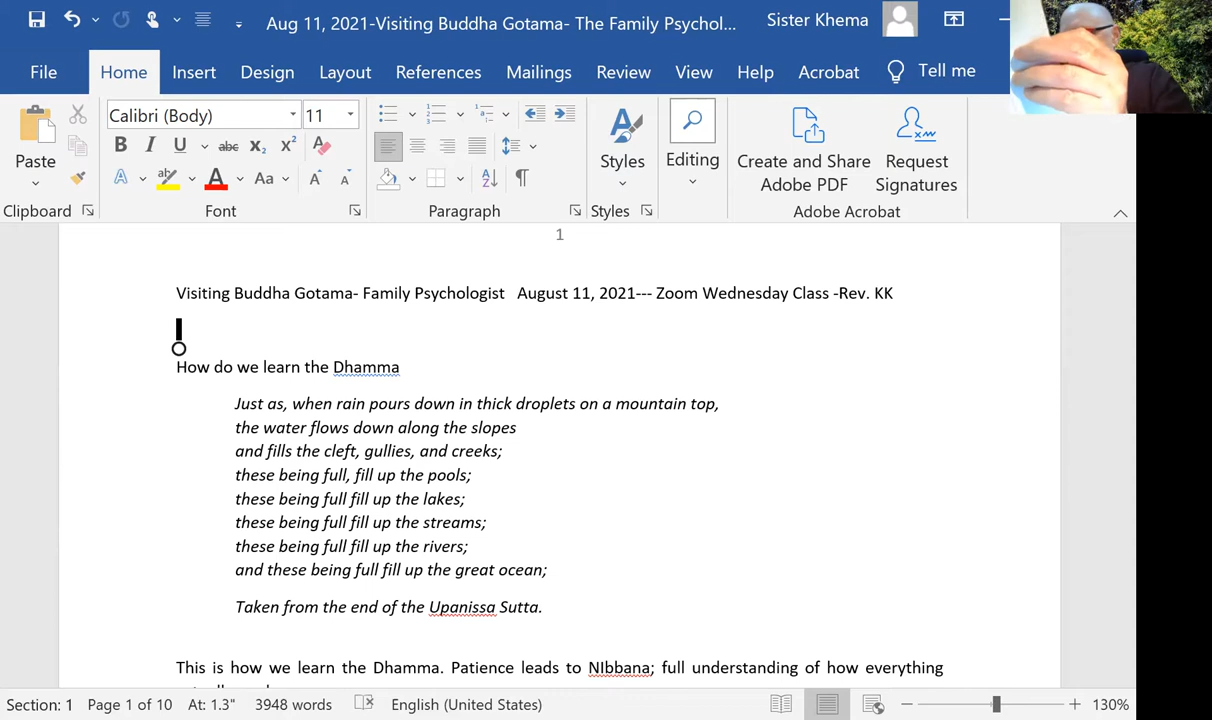 Aug 11, 2021-Visiting Buddha Gotama- The Family Psychol...
Sister Khema
File
Home
Insert
Design
Layout
References
Mailings
Review
View
Help
Acrobat
Tell me
Calibri (Body)
11
Paste
Clipboard
Font
Paragraph
Styles
Styles
Editing
Create and Share
Adobe PDF
Request
Signatures
Adobe Acrobat
1
Visiting Buddha Gotama- Family Psychologist August 11, 2021--- Zoom Wednesday Class -Rev. KK
How do we learn the Dhamma
Just as, when rain pours down in thick droplets on a mountain top,
the water flows down along the slopes
and fills the cleft, gullies, and creeks;
these being full, fill up the pools;
these being full fill up the lakes;
these being full fill up the streams;
these being full fill up the rivers;
and these being full fill up the great ocean;
Taken from the end of the Upanissa Sutta.
This is how we learn the Dhamma. Patience leads to NIbbana; full understanding of how everything
Section: 1 Page 1 of 10 At: 1.3" 3948 words English (United States) 130%